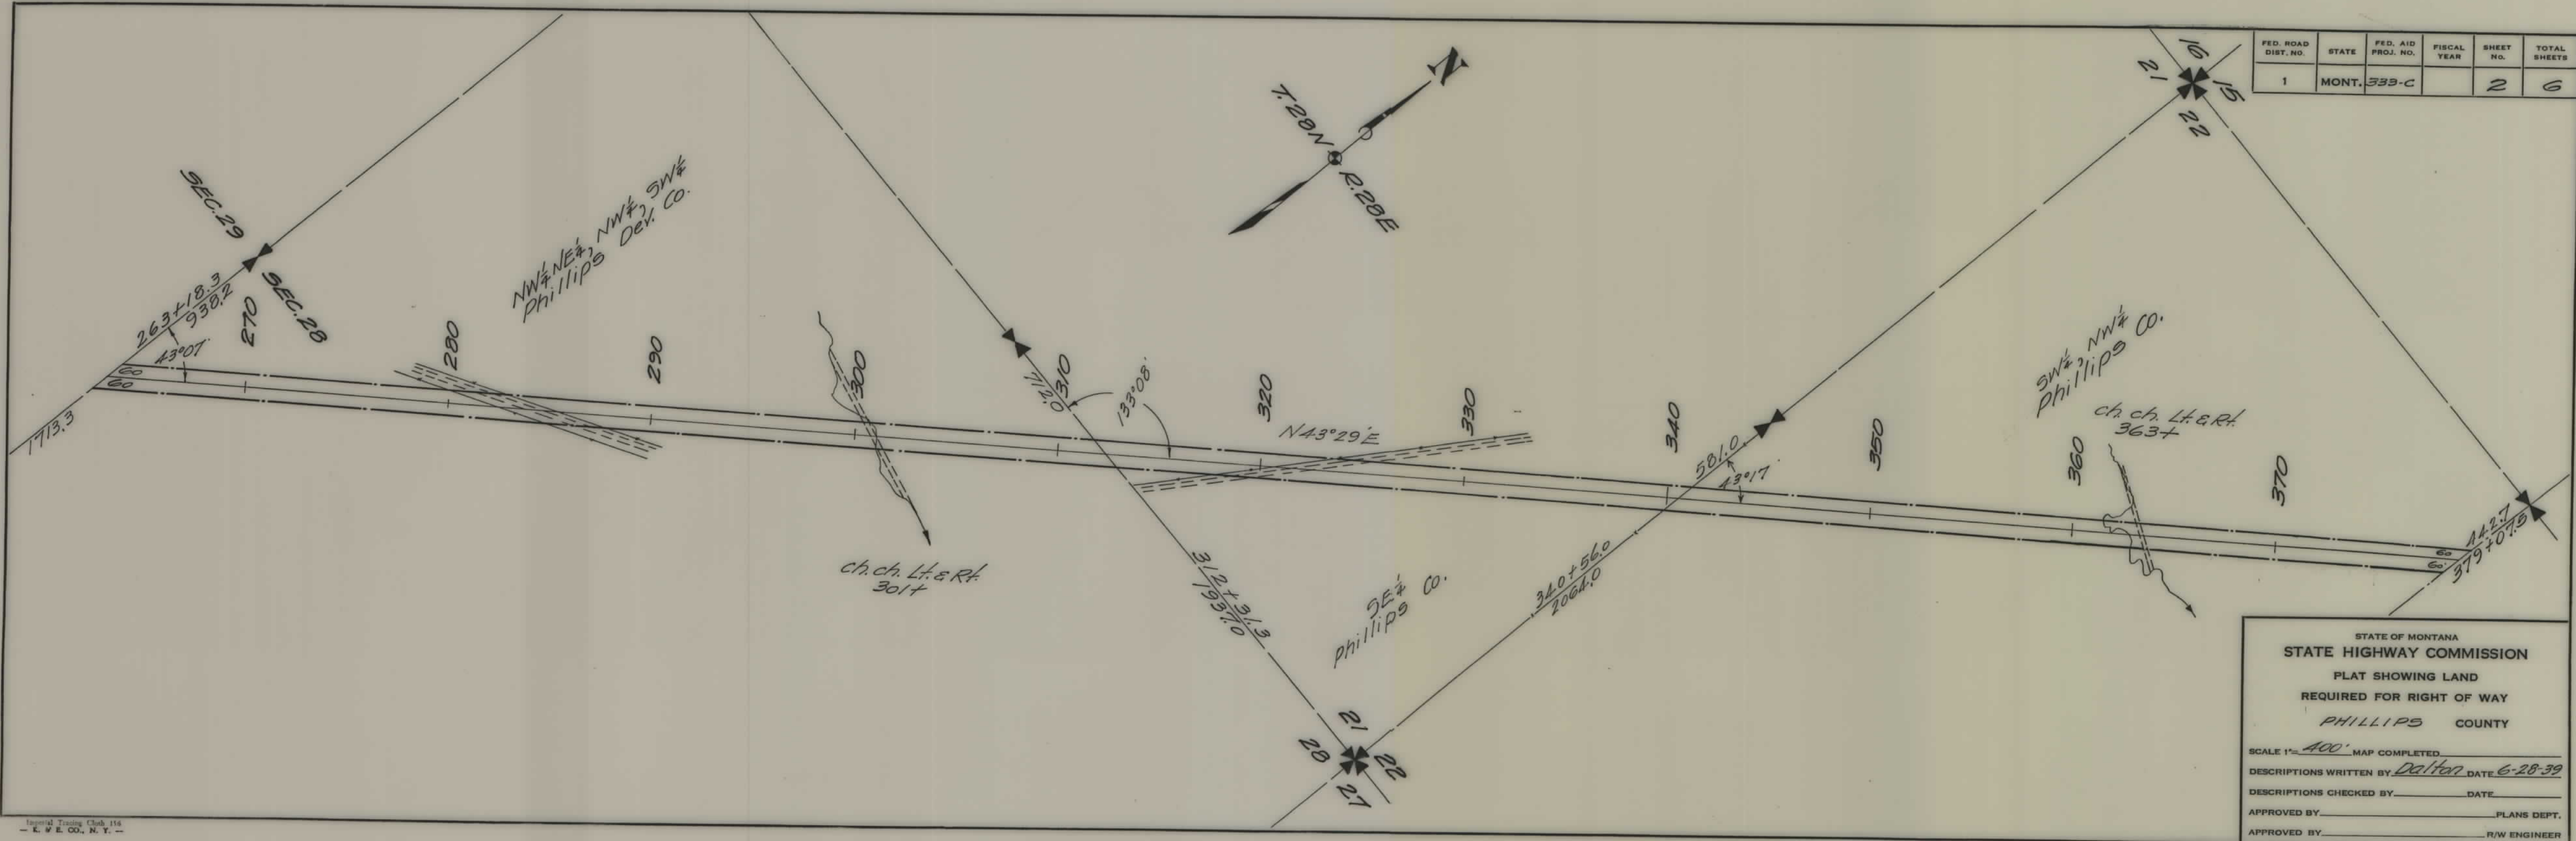 FED. ROAD DIST. NO.
STATE
FED. AID PROJ. NO.
FISCAL YEAR
SHEET No.
TOTAL SHEETS
1
MONT.
333-C
2
6
16
21
15
22
N
T.28N
R.28E
SEC. 29
SEC. 28
263+18.3
938.2
43°07'
60
60
1713.3
NW¼NE¼, NW¼, SW¼
Phillips Dev. Co.
270
280
290
300
310
320
330
340
350
360
370
ch. ch. Lt. & Rt.
301+
712.0
133°08'
N43°29'E
312+31.3
1937.0
SE¼
Phillips Co.
581.0
43°17'
340+56.0
2064.0
SW¼, NW¼
Phillips Co.
ch. ch. Lt. & Rt.
363+
60
60
442.7
379+07.5
21
28
22
27
STATE OF MONTANA
STATE HIGHWAY COMMISSION
PLAT SHOWING LAND
REQUIRED FOR RIGHT OF WAY
PHILLIPS COUNTY
SCALE 1"= 400' MAP COMPLETED
DESCRIPTIONS WRITTEN BY Dalton DATE 6-28-39
DESCRIPTIONS CHECKED BY DATE
APPROVED BY PLANS DEPT.
APPROVED BY R/W ENGINEER
Imperial Tracing Cloth
— K. & E. CO., N. Y. —